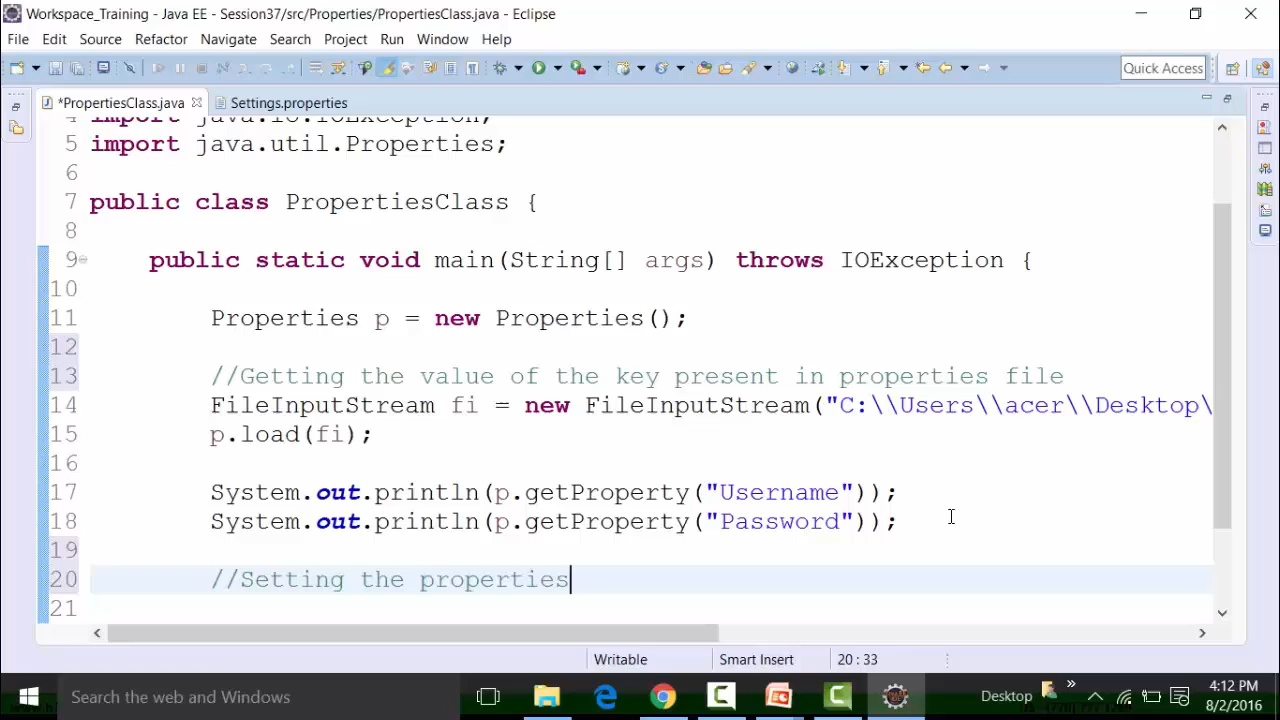 Workspace_Training - Java EE - Session37/src/Properties/PropertiesClass.java - Eclipse
File Edit Source Refactor Navigate Search Project Run Window Help
Quick Access
*PropertiesClass.java Settings.properties
4 import java.io.IOException;
5 import java.util.Properties;
6
7 public class PropertiesClass {
8
9 public static void main(String[] args) throws IOException {
10
11 Properties p = new Properties();
12
13 //Getting the value of the key present in properties file
14 FileInputStream fi = new FileInputStream("C:\\Users\\acer\\Desktop\
15 p.load(fi);
16
17 System.out.println(p.getProperty("Username"));
18 System.out.println(p.getProperty("Password"));
19
20 //Setting the properties
21
Writable Smart Insert 20 : 33
Search the web and Windows
Desktop
4:12 PM
8/2/2016